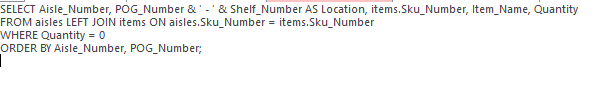 SELECT Aisle_Number, POG_Number & ' - ' & Shelf_Number AS Location, items.Sku_Number, Item_Name, Quantity
FROM aisles LEFT JOIN items ON aisles.Sku_Number = items.Sku_Number
WHERE Quantity = 0
ORDER BY Aisle_Number, POG_Number;